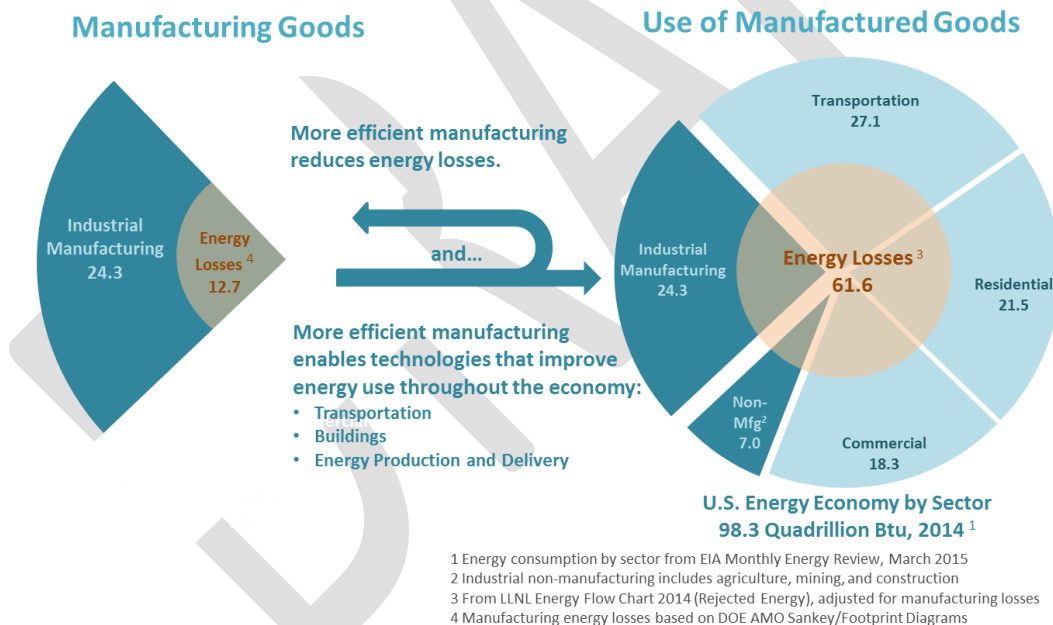 Manufacturing Goods
Use of Manufactured Goods
Industrial
Manufacturing
24.3
Energy
Losses 4
12.7
More efficient manufacturing
reduces energy losses.
and...
More efficient manufacturing
enables technologies that improve
energy use throughout the economy:
• Transportation
• Buildings
• Energy Production and Delivery
Transportation
27.1
Industrial
Manufacturing
24.3
Energy Losses 3
61.6
Residential
21.5
Non-
Mfg2
7.0
Commercial
18.3
U.S. Energy Economy by Sector
98.3 Quadrillion Btu, 2014 1
1 Energy consumption by sector from EIA Monthly Energy Review, March 2015
2 Industrial non-manufacturing includes agriculture, mining, and construction
3 From LLNL Energy Flow Chart 2014 (Rejected Energy), adjusted for manufacturing losses
4 Manufacturing energy losses based on DOE AMO Sankey/Footprint Diagrams